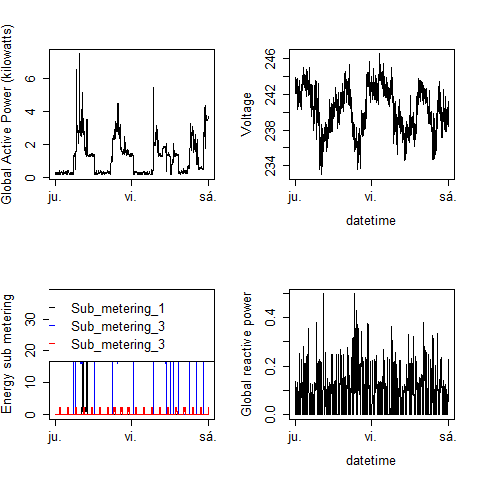 Global Active Power (kilowatts)
0 2 4 6
ju. vi. sá.
Voltage
234 238 242 246
ju. vi. sá.
datetime
Energy sub metering
0 10 20 30
Sub_metering_1
Sub_metering_3
Sub_metering_3
ju. vi. sá.
Global reactive power
0.0 0.2 0.4
ju. vi. sá.
datetime